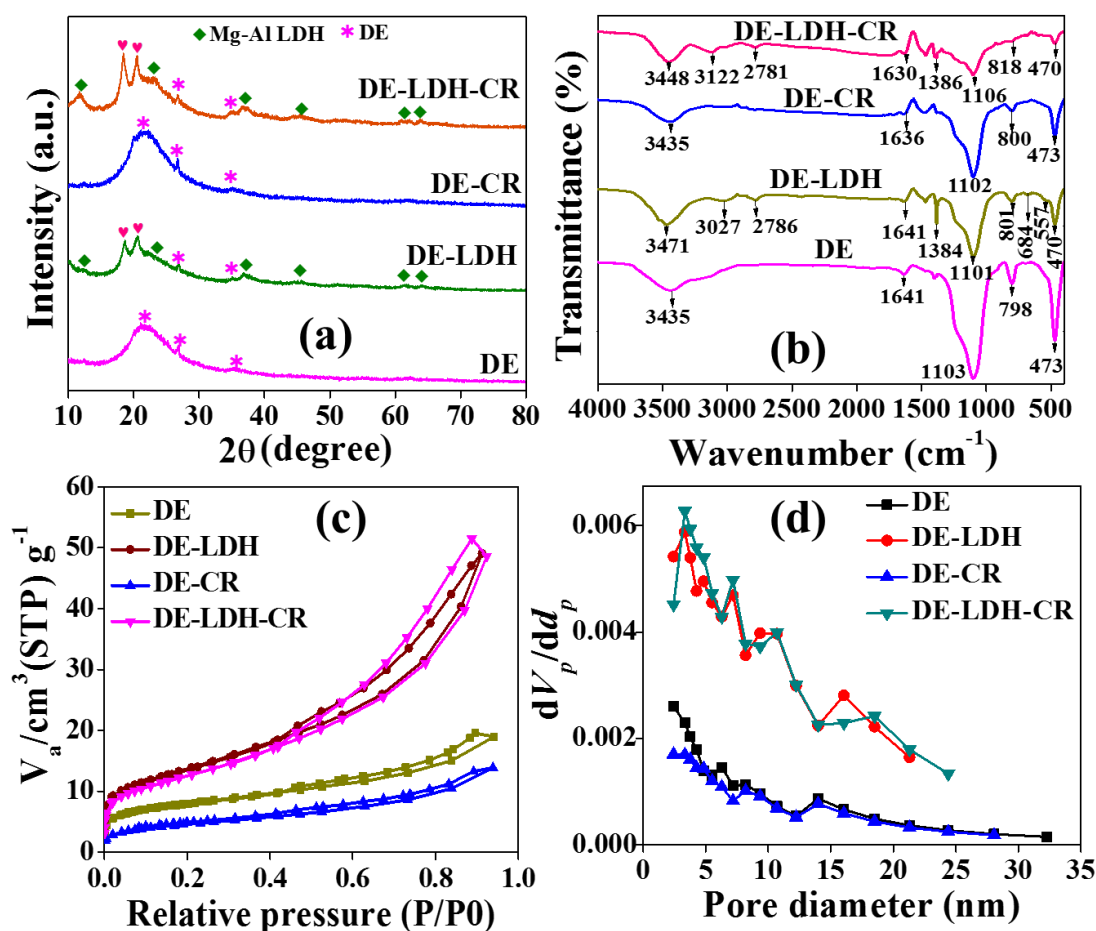 Mg-Al LDH
DE
DE-LDH-CR
DE-CR
DE-LDH
DE
(a)
Intensity (a.u.)
10 20 30 40 50 60 70 80
2θ (degree)
DE-LDH-CR
3448 3122 2781 1630 1386 1106 818 470
DE-CR
3435 1636 1102 800 473
DE-LDH
3471 3027 2786 1641 1384 1101 801 684 557 470
DE
3435 1641 1103 798 473
(b)
Transmittance (%)
4000 3500 3000 2500 2000 1500 1000 500
Wavenumber (cm-1)
DE
DE-LDH
DE-CR
DE-LDH-CR
(c)
Va/cm3(STP) g-1
60
50
40
30
20
10
0
0.0 0.2 0.4 0.6 0.8 1.0
Relative pressure (P/P0)
DE
DE-LDH
DE-CR
DE-LDH-CR
(d)
dVp/ddp
0.006
0.004
0.002
0.000
0 5 10 15 20 25 30 35
Pore diameter (nm)